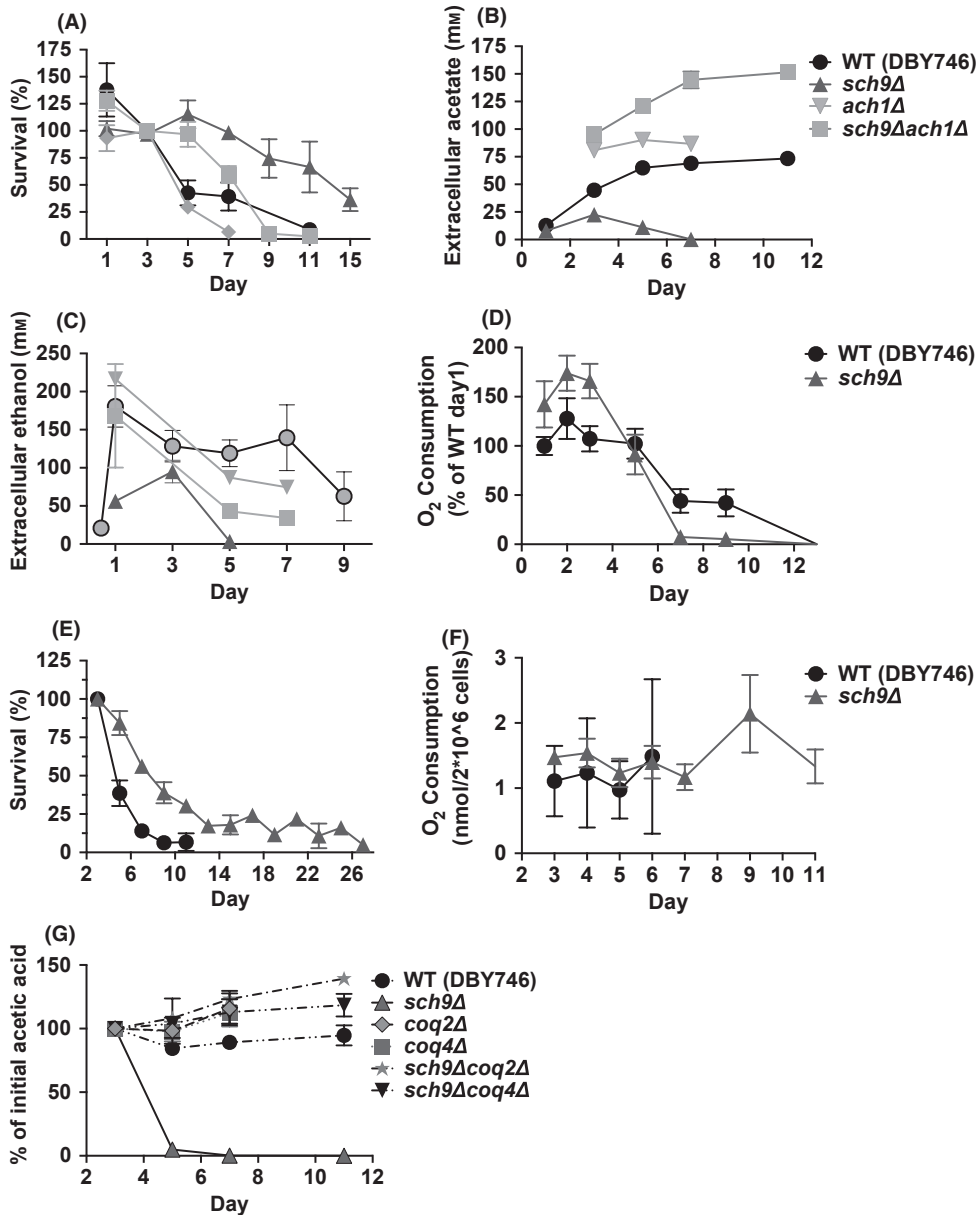 (A)
Survival (%)
175
150
125
100
75
50
25
0
1 3 5 7 9 11 15
Day
(B)
Extracellular acetate (mM)
175
150
125
100
75
50
25
0
0 2 4 6 8 10 12
Day
WT (DBY746)
sch9Δ
ach1Δ
sch9Δach1Δ
(C)
Extracellular ethanol (mM)
250
200
150
100
50
0
1 3 5 7 9
Day
(D)
O2 Consumption
(% of WT day1)
200
150
100
50
0
0 2 4 6 8 10 12
Day
WT (DBY746)
sch9Δ
(E)
Survival (%)
125
100
75
50
25
0
2 6 10 14 18 22 26
Day
(F)
O2 Consumption
(nmol/2*10^6 cells)
3
2
1
0
3 4 5 6 7 8 9 10 11
Day
WT (DBY746)
sch9Δ
(G)
% of initial acetic acid
150
100
50
0
2 4 6 8 10 12
Day
WT (DBY746)
sch9Δ
coq2Δ
coq4Δ
sch9Δcoq2Δ
sch9Δcoq4Δ